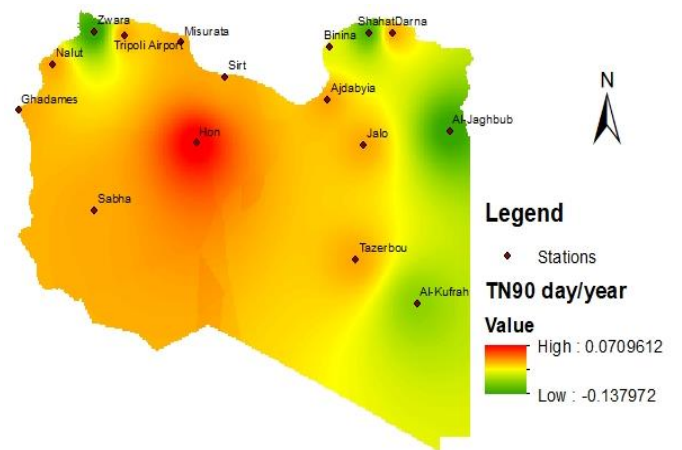 Zwara
ShahatDarna
Tripoli Airport
Misurata
Binina
Nalut
Sirt
Ghadames
Ajdabyia
Hon
Jalo
Al-Jaghbub
Sabha
Tazerbou
Al-Kufrah
N
Legend
Stations
TN90 day/year
Value
High : 0.0709612
Low : -0.137972